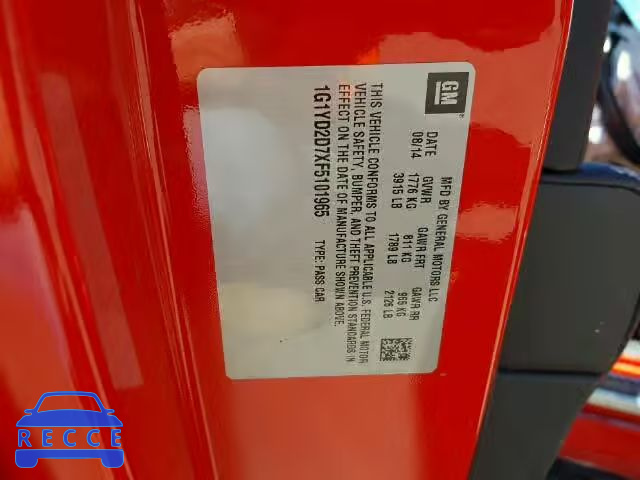 GM
MFD BY GENERAL MOTORS LLC
DATE GVWR GAWR FRT GAWR RR
08/14 1776 KG 811 KG 965 KG
3915 LB 1789 LB 2126 LB
THIS VEHICLE CONFORMS TO ALL APPLICABLE U.S. FEDERAL MOTOR
VEHICLE SAFETY, BUMPER, AND THEFT PREVENTION STANDARDS IN
EFFECT ON THE DATE OF MANUFACTURE SHOWN ABOVE.
1G1YD2D7XF5101965 TYPE: PASS CAR
RECCE